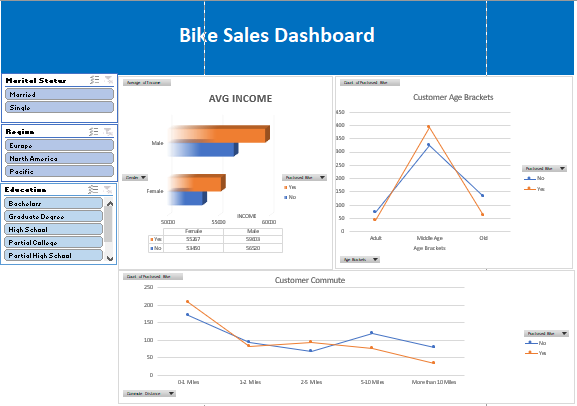 Bike Sales Dashboard
Marital Status
Married
Single
Region
Europe
North America
Pacific
Education
Bachelors
Graduate Degree
High School
Partial College
Partial High School
Average of Income
AVG INCOME
Male
Gender
Purchased Bike
Female
Yes
No
50000
55000
60000
INCOME
Female
Male
Yes
No
Count of Purchased Bike
Customer Age Brackets
450
400
350
300
250
200
150
100
50
0
Adult
Middle Age
Old
Age Brackets
Purchased Bike
No
Yes
Age Brackets
Count of Purchased Bike
Customer Commute
250
200
150
100
50
0
0-1 Miles
1-2 Miles
2-5 Miles
5-10 Miles
More than 10 Miles
Purchased Bike
No
Yes
Commute Distance